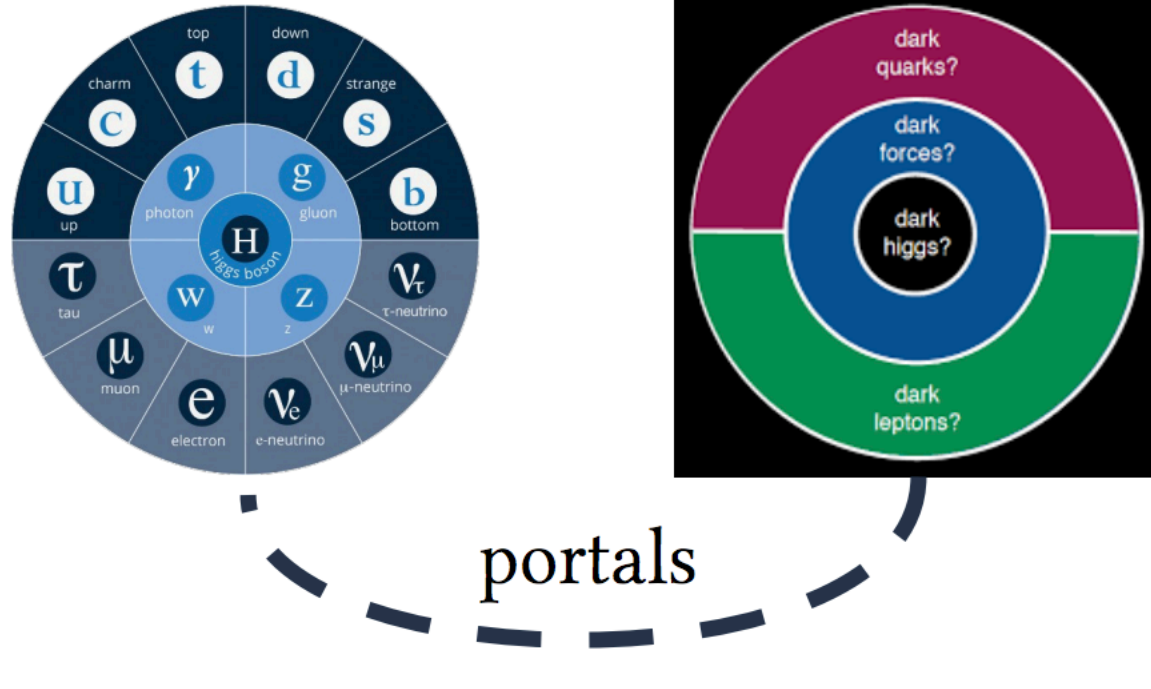 top
down
t
d
charm
strange
c
s
γ
g
u
b
photon
gluon
up
bottom
H
higgs boson
τ
ντ
w
z
tau
τ-neutrino
w
z
μ
νμ
muon
μ-neutrino
e
νe
electron
e-neutrino
dark
quarks?
dark
forces?
dark
higgs?
dark
leptons?
portals